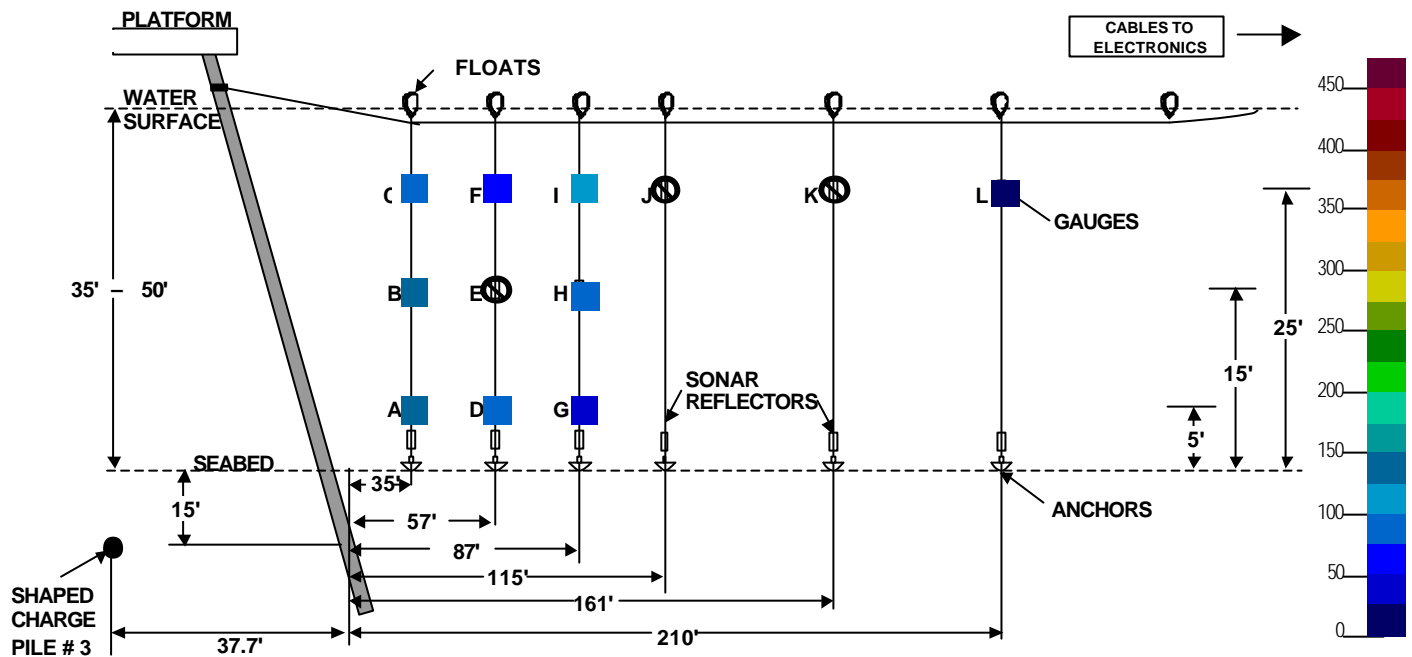 PLATFORM
CABLES TO
ELECTRONICS
FLOATS
WATER
SURFACE
450
400
350
300
250
200
150
100
50
0
C
F
I
J
K
L
GAUGES
35' - 50'
B
E
H
25'
15'
SONAR
REFLECTORS
A
D
G
5'
SEABED
35'
15'
57'
ANCHORS
87'
115'
161'
SHAPED
CHARGE
PILE # 3
37.7'
210'